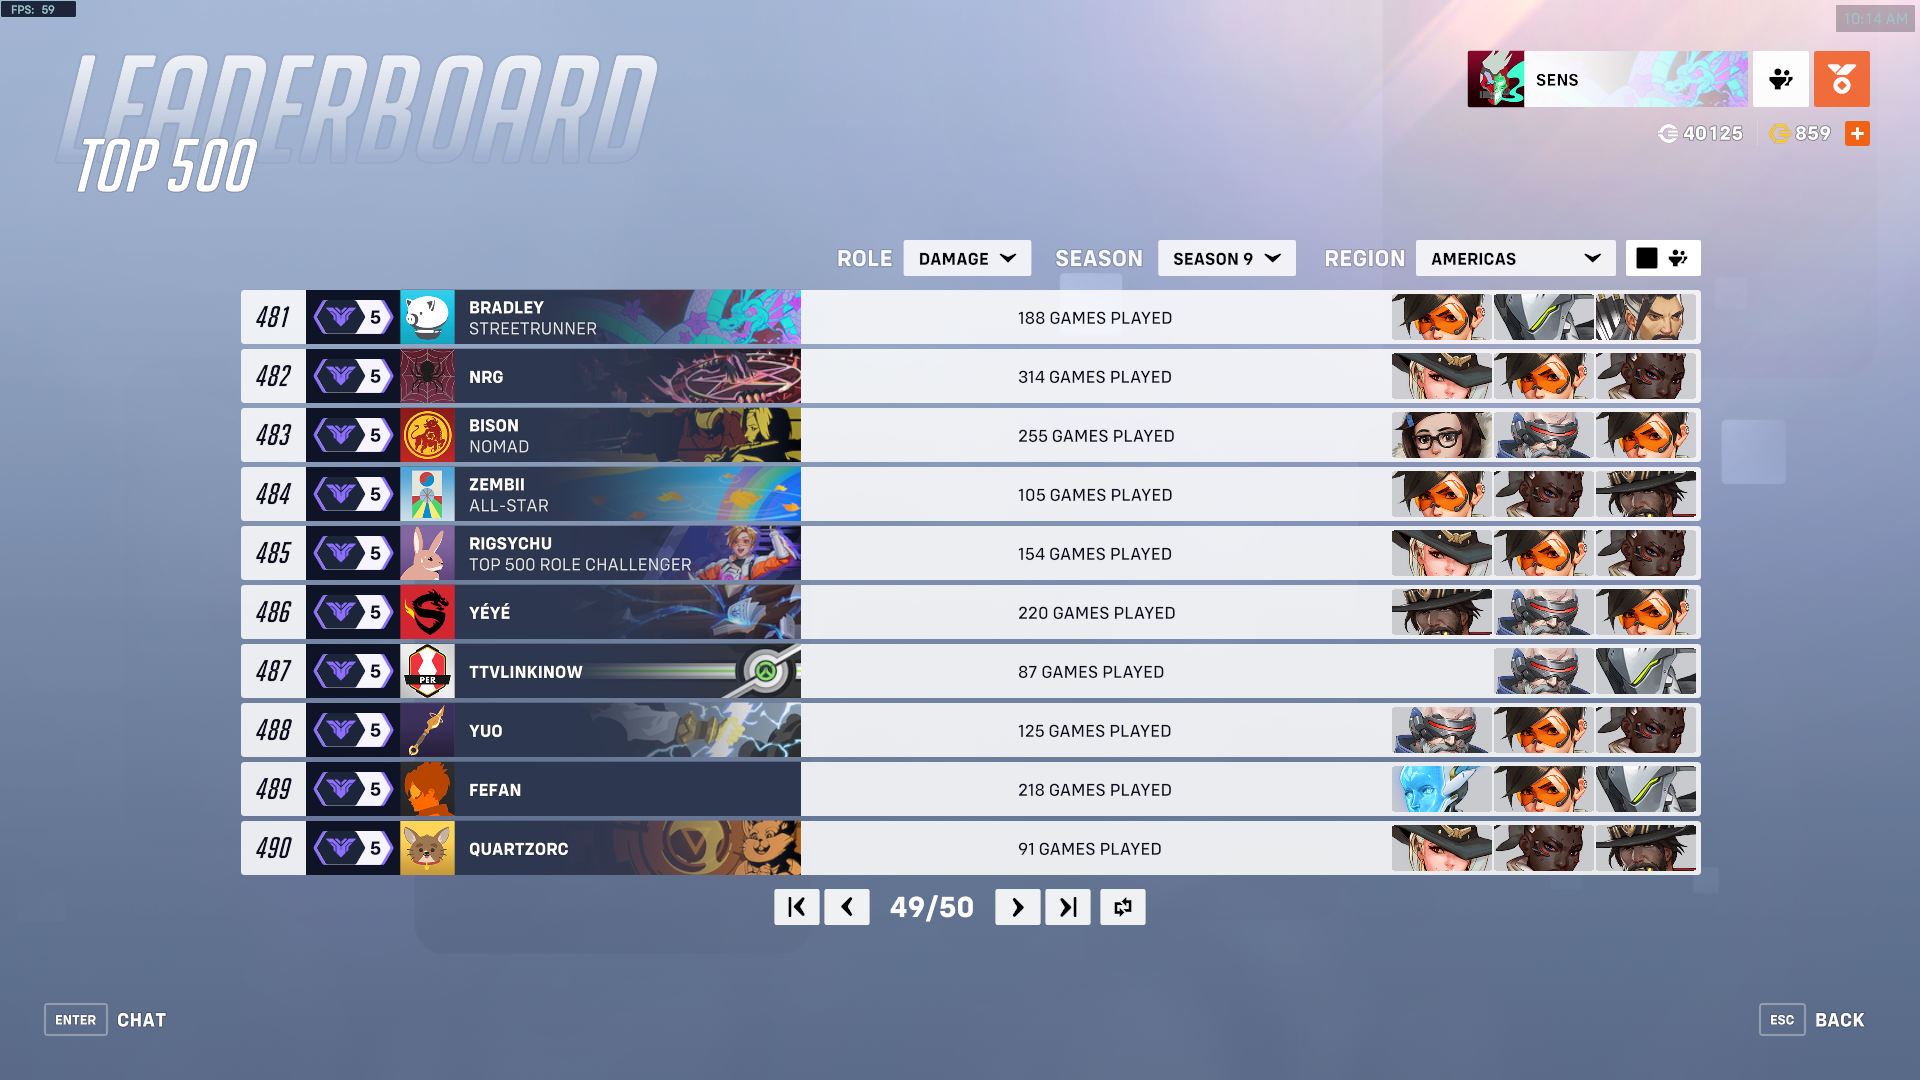 FPS: 59
10:14 AM
LEADERBOARD
TOP 500
SENS
40125 859
ROLE DAMAGE SEASON SEASON 9 REGION AMERICAS
481 5 BRADLEY 188 GAMES PLAYED
STREETRUNNER
482 5 NRG 314 GAMES PLAYED
483 5 BISON 255 GAMES PLAYED
NOMAD
484 5 ZEMBII 105 GAMES PLAYED
ALL-STAR
485 5 RIGSYCHU 154 GAMES PLAYED
TOP 500 ROLE CHALLENGER
486 5 YÉYÉ 220 GAMES PLAYED
487 5 PER TTVLINKINOW 87 GAMES PLAYED
488 5 YUO 125 GAMES PLAYED
489 5 FEFAN 218 GAMES PLAYED
490 5 QUARTZORC 91 GAMES PLAYED
49/50
ENTER CHAT
ESC BACK